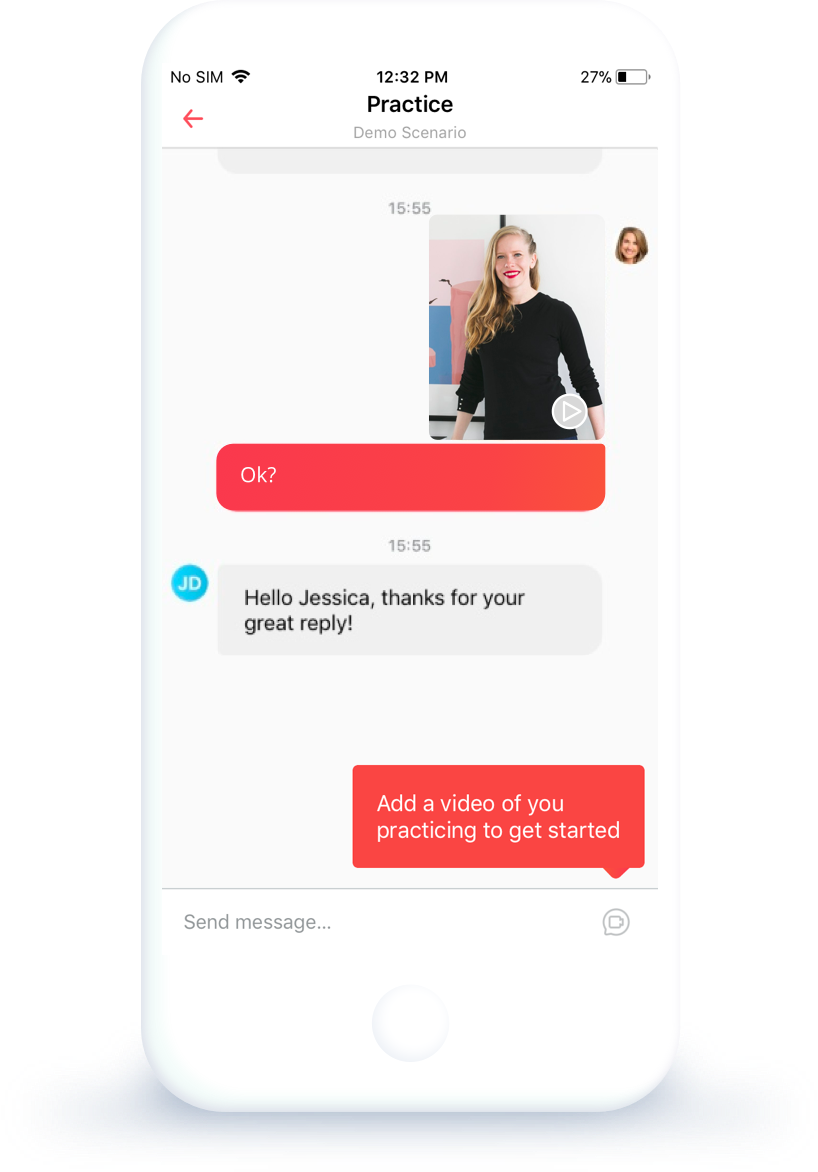 No SIM 12:32 PM 27%
Practice
Demo Scenario
15:55
Ok?
15:55
JD
Hello Jessica, thanks for your
great reply!
Add a video of you
practicing to get started
Send message...